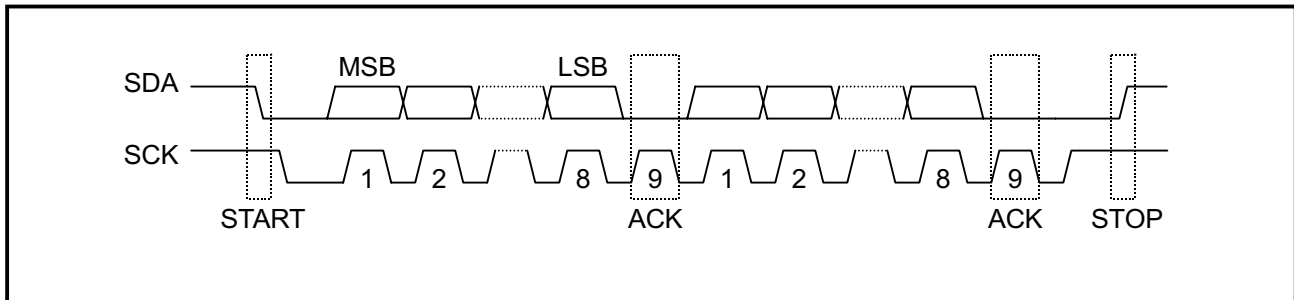 MSB LSB
SDA
SCK
1 2 8 9 1 2 8 9
START ACK ACK STOP